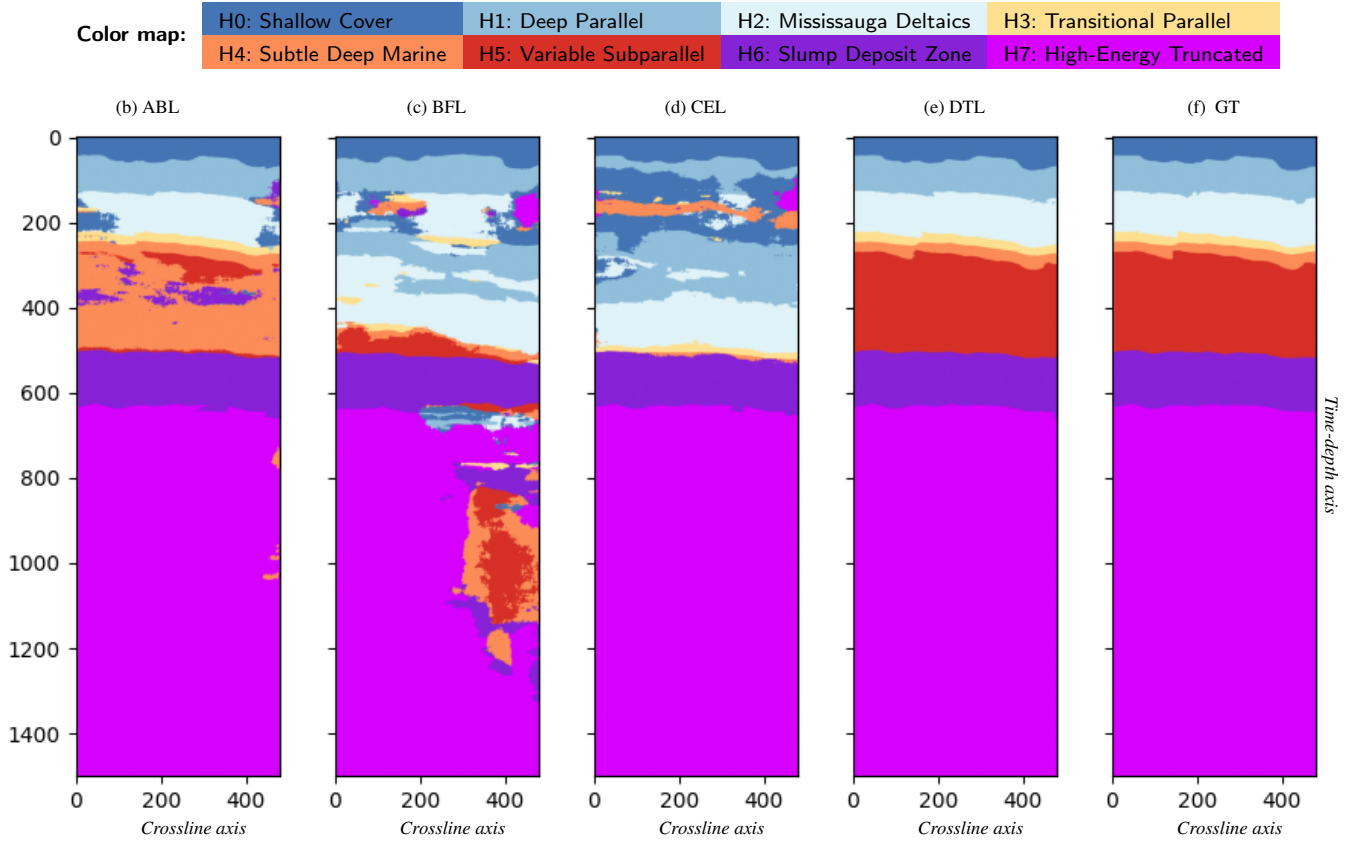 Color map:
H0: Shallow Cover H1: Deep Parallel H2: Mississauga Deltaics H3: Transitional Parallel
H4: Subtle Deep Marine H5: Variable Subparallel H6: Slump Deposit Zone H7: High-Energy Truncated
(b) ABL (c) BFL (d) CEL (e) DTL (f) GT
0
200
400
600
800
1000
1200
1400
Time-depth axis
0 200 400 0 200 400 0 200 400 0 200 400 0 200 400
Crossline axis Crossline axis Crossline axis Crossline axis Crossline axis